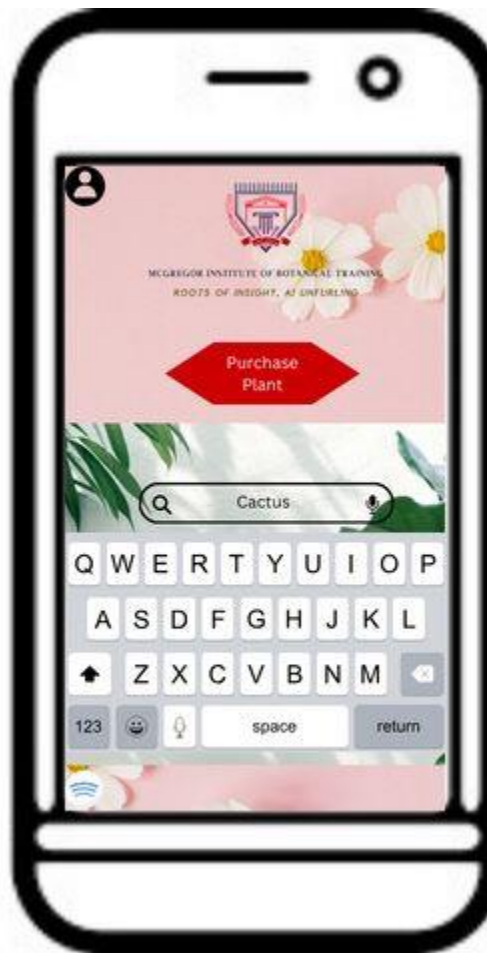 MCGREGOR INSTITUTE OF BOTANICAL TRAINING
ROOTS OF INSIGHT, AI UNFURLING
Purchase
Plant
Cactus
Q W E R T Y U I O P
A S D F G H J K L
Z X C V B N M
123 space return